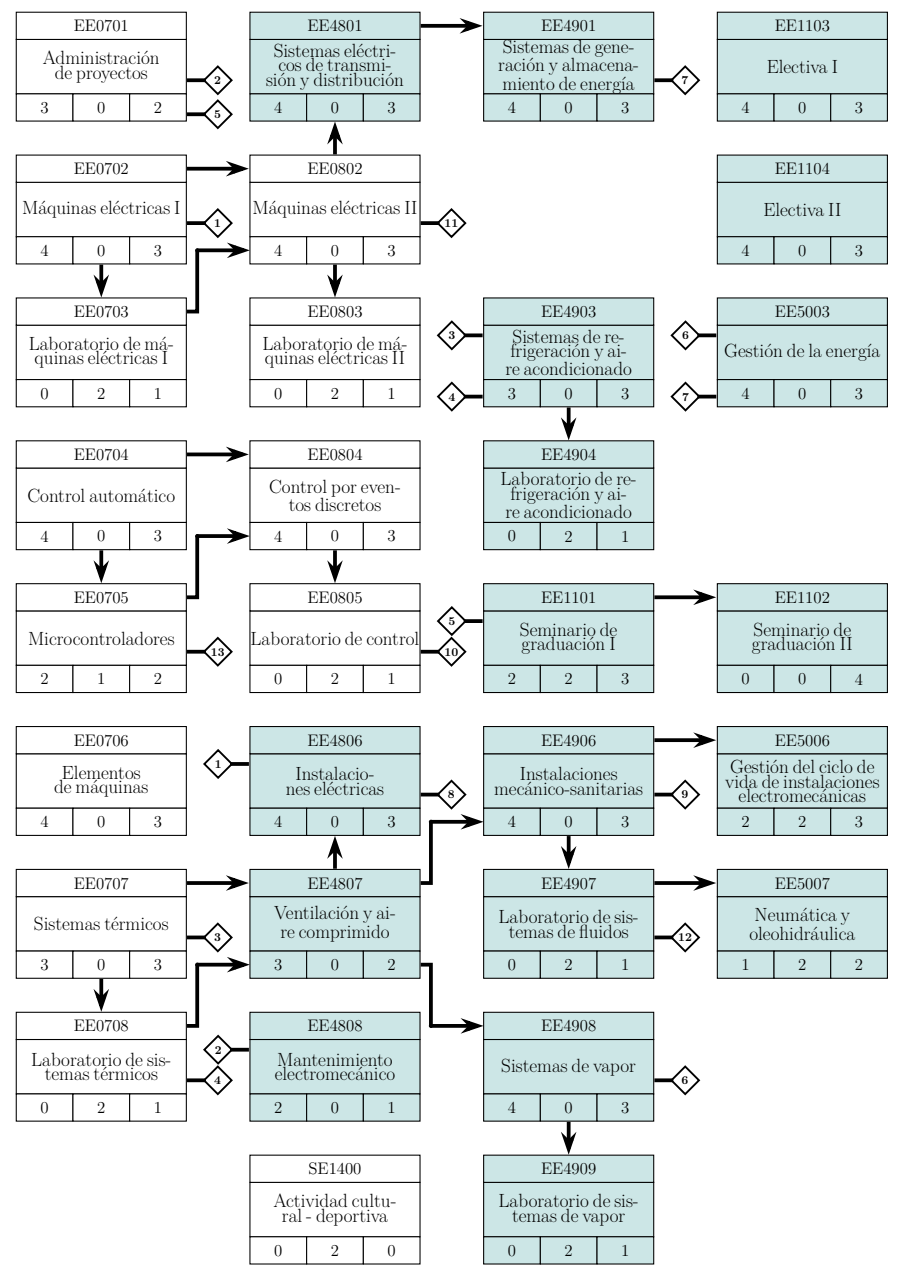 EE0701
Administración
de proyectos
3 0 2
2
5
EE4801
Sistemas eléctri-
cos de transmi-
sión y distribución
4 0 3
EE4901
Sistemas de gene-
ración y almacena-
miento de energía
4 0 3
7
EE1103
Electiva I
4 0 3
EE0702
Máquinas eléctricas I
4 0 3
1
EE0802
Máquinas eléctricas II
4 0 3
11
EE1104
Electiva II
4 0 3
EE0703
Laboratorio de má-
quinas eléctricas I
0 2 1
EE0803
Laboratorio de má-
quinas eléctricas II
0 2 1
3
4
EE4903
Sistemas de re-
frigeración y ai-
re acondicionado
3 0 3
6
7
EE5003
Gestión de la energía
4 0 3
EE0704
Control automático
4 0 3
EE0804
Control por even-
tos discretos
4 0 3
EE4904
Laboratorio de re-
frigeración y ai-
re acondicionado
0 2 1
EE0705
Microcontroladores
2 1 2
13
EE0805
Laboratorio de control
0 2 1
5
10
EE1101
Seminario de
graduación I
2 2 3
EE1102
Seminario de
graduación II
0 0 4
EE0706
Elementos
de máquinas
4 0 3
1
EE4806
Instalacio-
nes eléctricas
4 0 3
8
EE4906
Instalaciones
mecánico-sanitarias
4 0 3
9
EE5006
Gestión del ciclo de
vida de instalaciones
electromecánicas
2 2 3
EE0707
Sistemas térmicos
3 0 3
3
EE4807
Ventilación y ai-
re comprimido
3 0 2
EE4907
Laboratorio de sis-
temas de fluidos
0 2 1
12
EE5007
Neumática y
oleohidráulica
1 2 2
EE0708
Laboratorio de sis-
temas térmicos
0 2 1
2
4
EE4808
Mantenimiento
electromecánico
2 0 1
EE4908
Sistemas de vapor
4 0 3
6
SE1400
Actividad cultu-
ral - deportiva
0 2 0
EE4909
Laboratorio de sis-
temas de vapor
0 2 1